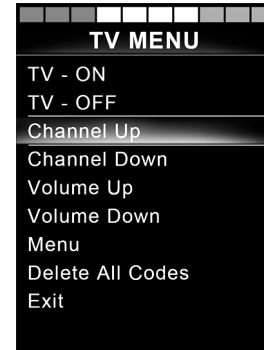 TV MENU
TV - ON
TV - OFF
Channel Up
Channel Down
Volume Up
Volume Down
Menu
Delete All Codes
Exit